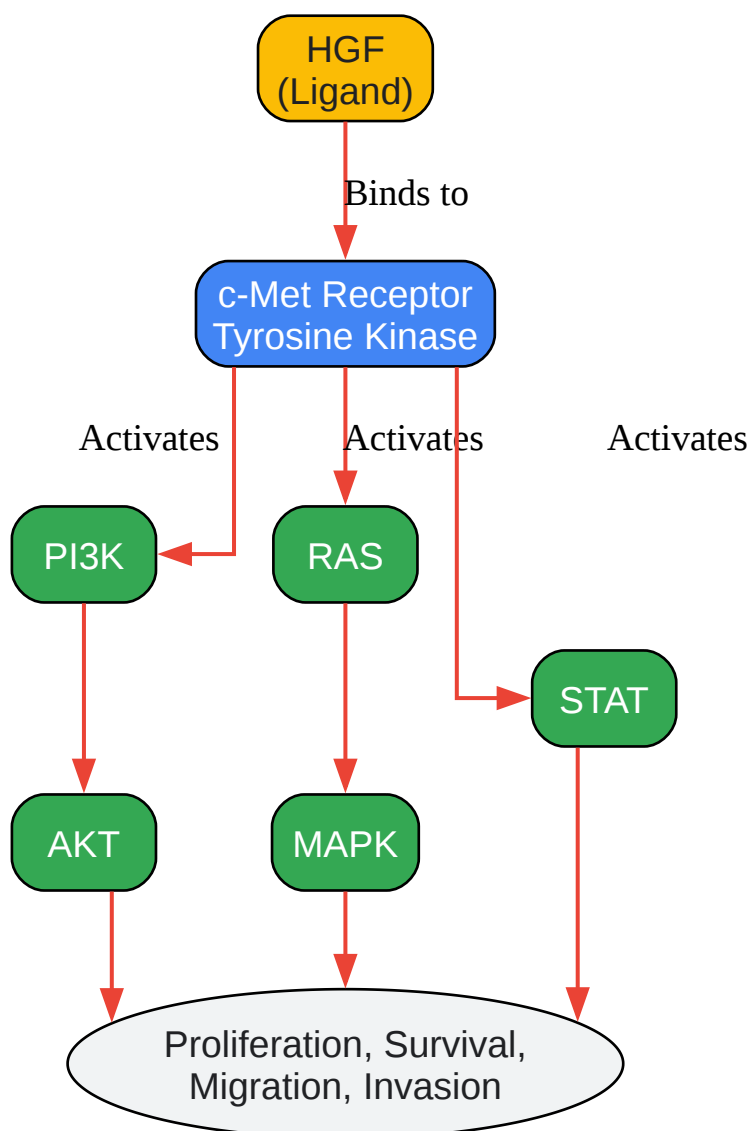 HGF
(Ligand)
Binds to
c-Met Receptor
Tyrosine Kinase
Activates
Activates
Activates
PI3K
RAS
STAT
AKT
MAPK
Proliferation, Survival,
Migration, Invasion